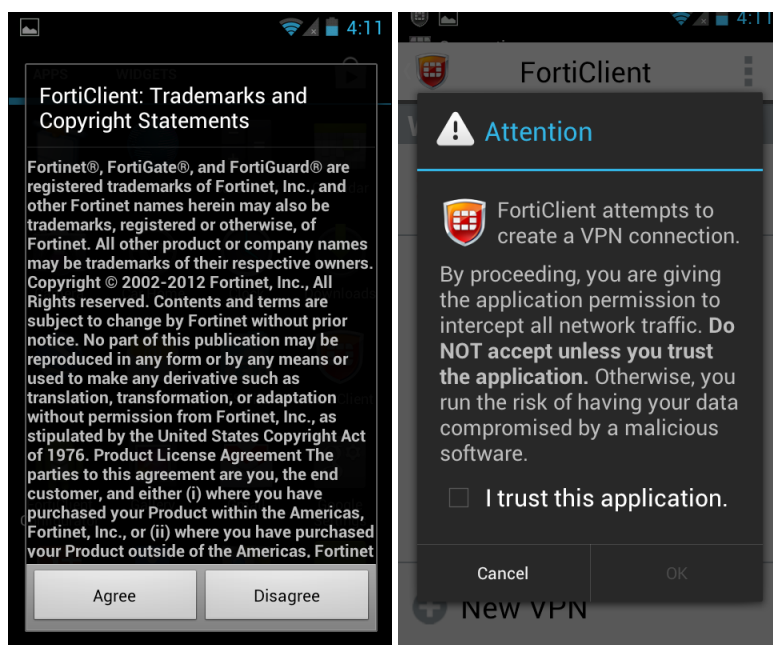 4:11
APPS WIDGETS
FortiClient: Trademarks and
Copyright Statements
Fortinet®, FortiGate®, and FortiGuard® are
registered trademarks of Fortinet, Inc., and
other Fortinet names herein may also be
trademarks, registered or otherwise, of
Fortinet. All other product or company names
may be trademarks of their respective owners.
Copyright © 2002-2012 Fortinet, Inc., All
Rights reserved. Contents and terms are
subject to change by Fortinet without prior
notice. No part of this publication may be
reproduced in any form or by any means or
used to make any derivative such as
translation, transformation, or adaptation
without permission from Fortinet, Inc., as
stipulated by the United States Copyright Act
of 1976. Product License Agreement The
parties to this agreement are you, the end
customer, and either (i) where you have
purchased your Product within the Americas,
Fortinet, Inc., or (ii) where you have purchased
your Product outside of the Americas, Fortinet
Agree Disagree
4:11
FortiClient
Attention
FortiClient attempts to
create a VPN connection.
By proceeding, you are giving
the application permission to
intercept all network traffic. Do
NOT accept unless you trust
the application. Otherwise, you
run the risk of having your data
compromised by a malicious
software.
I trust this application.
Cancel OK
New VPN